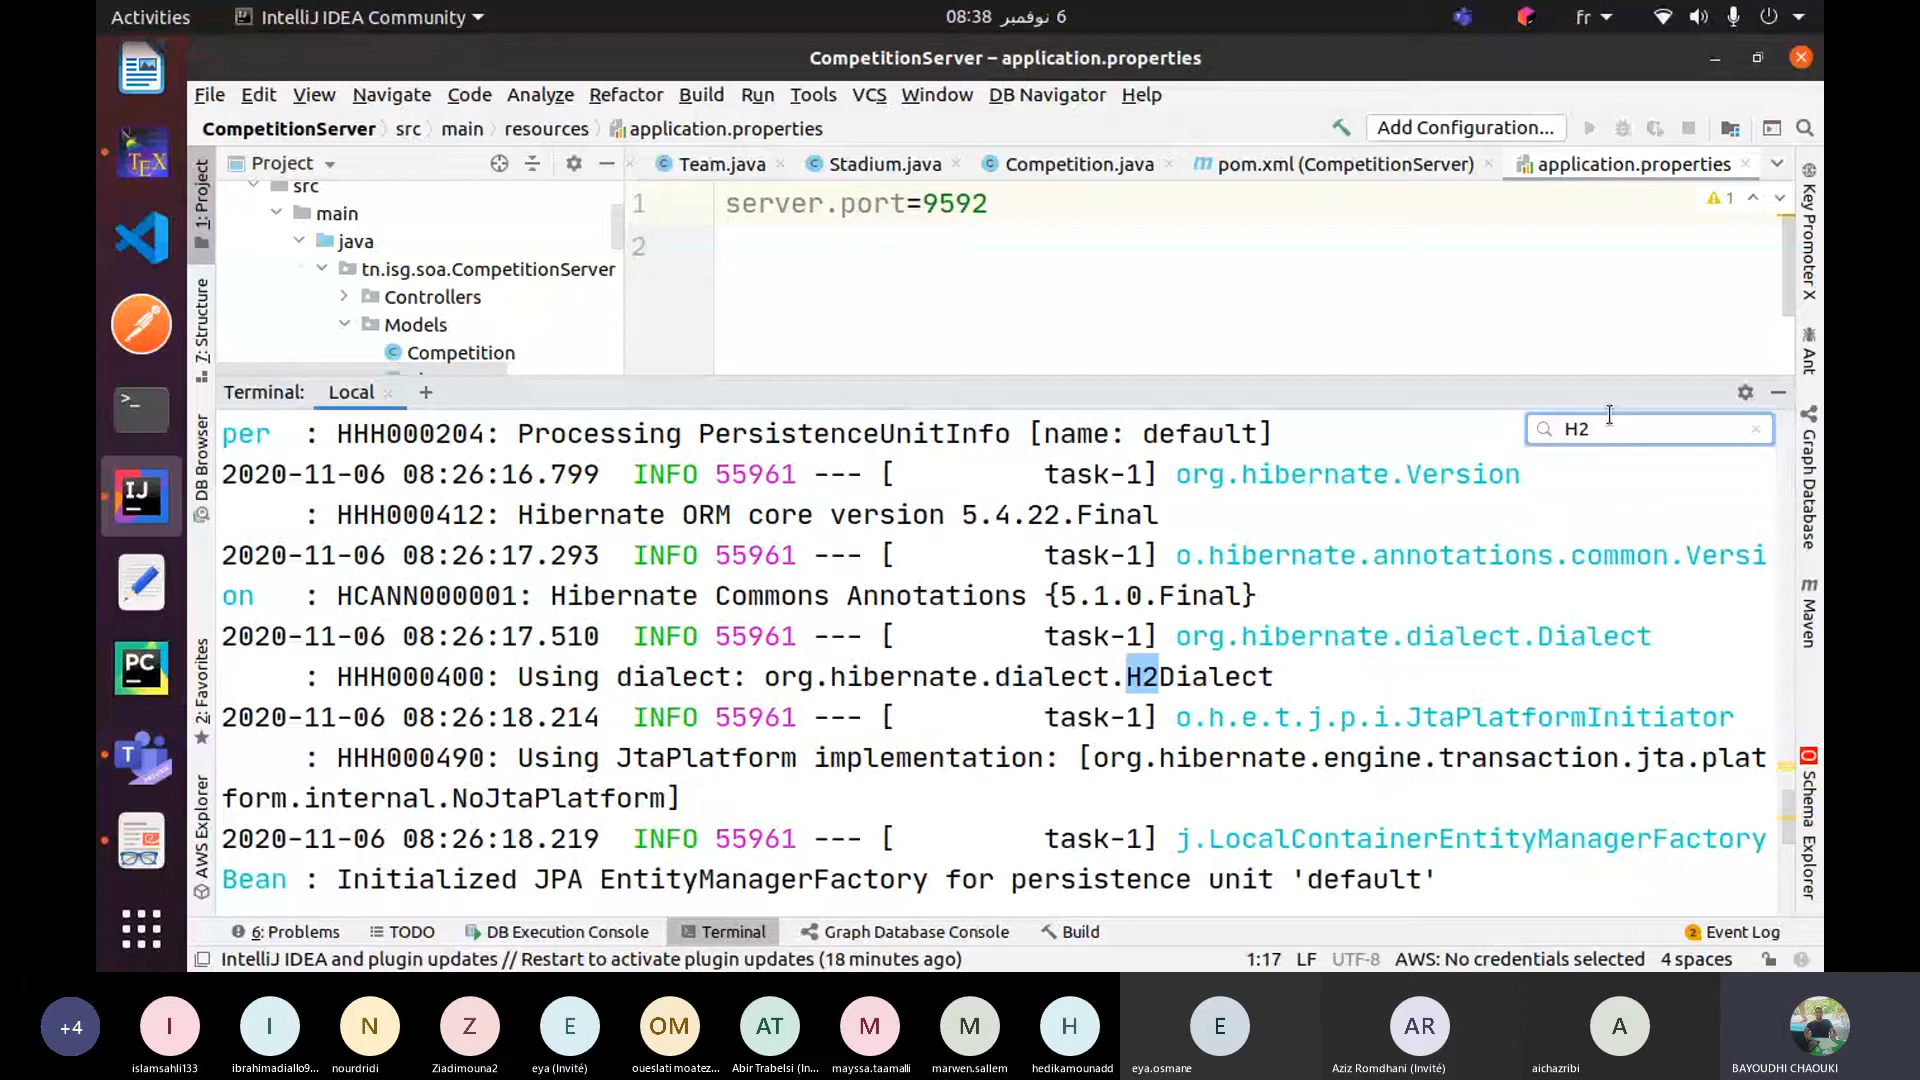 Activities
IntelliJ IDEA Community
6 نوفمبر 08:38
fr
CompetitionServer – application.properties
File Edit View Navigate Code Analyze Refactor Build Run Tools VCS Window DB Navigator Help
CompetitionServer src main resources application.properties
Add Configuration...
Project
Team.java
Stadium.java
Competition.java
pom.xml (CompetitionServer)
application.properties
src
main
java
tn.isg.soa.CompetitionServer
Controllers
Models
Competition
1 server.port=9592
2
1
1: Project
7: Structure
DB Browser
2: Favorites
AWS Explorer
Key Promoter X
Ant
Graph Database
Maven
Schema Explorer
Terminal: Local +
H2
per : HHH000204: Processing PersistenceUnitInfo [name: default]
2020-11-06 08:26:16.799 INFO 55961 --- [ task-1] org.hibernate.Version
: HHH000412: Hibernate ORM core version 5.4.22.Final
2020-11-06 08:26:17.293 INFO 55961 --- [ task-1] o.hibernate.annotations.common.Versi
on : HCANN000001: Hibernate Commons Annotations {5.1.0.Final}
2020-11-06 08:26:17.510 INFO 55961 --- [ task-1] org.hibernate.dialect.Dialect
: HHH000400: Using dialect: org.hibernate.dialect.H2Dialect
2020-11-06 08:26:18.214 INFO 55961 --- [ task-1] o.h.e.t.j.p.i.JtaPlatformInitiator
: HHH000490: Using JtaPlatform implementation: [org.hibernate.engine.transaction.jta.plat
form.internal.NoJtaPlatform]
2020-11-06 08:26:18.219 INFO 55961 --- [ task-1] j.LocalContainerEntityManagerFactory
Bean : Initialized JPA EntityManagerFactory for persistence unit 'default'
6: Problems TODO DB Execution Console Terminal Graph Database Console Build
2 Event Log
IntelliJ IDEA and plugin updates // Restart to activate plugin updates (18 minutes ago)
1:17 LF UTF-8 AWS: No credentials selected 4 spaces
TEX
>_
IJ
PC
T
+4 I I N Z E OM AT M M H E AR A
islamsahli133
ibrahimadiallo9...
nourdridi
Ziadimouna2
eya (Invité)
oueslati moatez...
Abir Trabelsi (In...
mayssa.taamalli
marwen.sallem
hedikamounadd
eya.osmane
Aziz Romdhani (Invité)
aichazribi
BAYOUDHI CHAOUKI